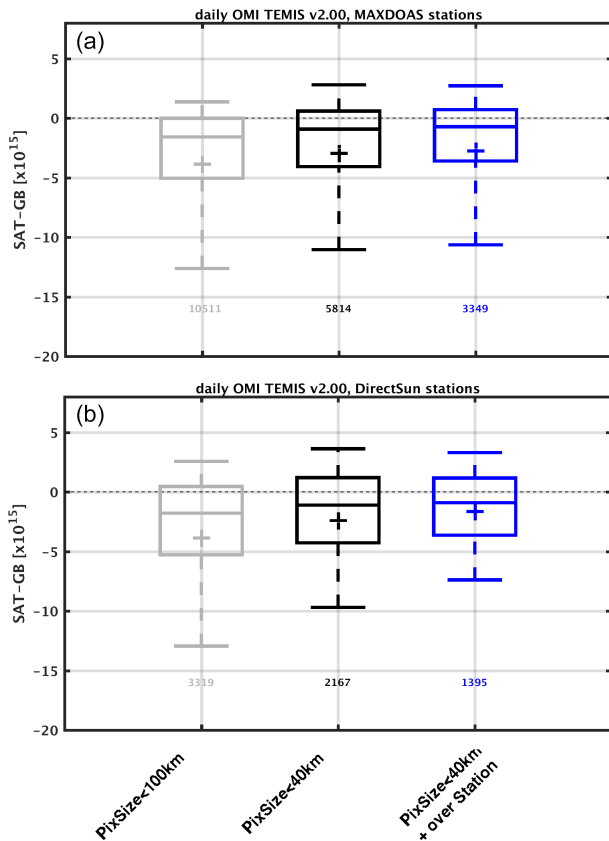 daily OMI TEMIS v2.00, MAXDOAS stations
(a)
5
0
-5
-10
-15
-20
SAT-GB [x10^15]
10511
5814
3349
daily OMI TEMIS v2.00, DirectSun stations
(b)
5
0
-5
-10
-15
-20
SAT-GB [x10^15]
3319
2167
1395
PixSize<100km
PixSize<40km
PixSize<40km
+ over Station